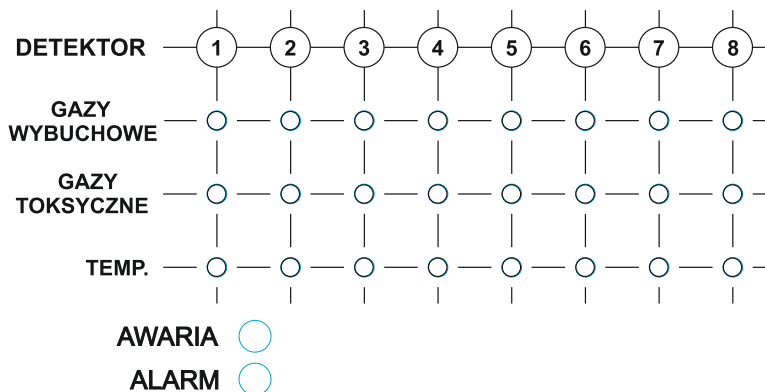 DETEKTOR 1 2 3 4 5 6 7 8
GAZY
WYBUCHOWE
GAZY
TOKSYCZNE
TEMP.
AWARIA
ALARM